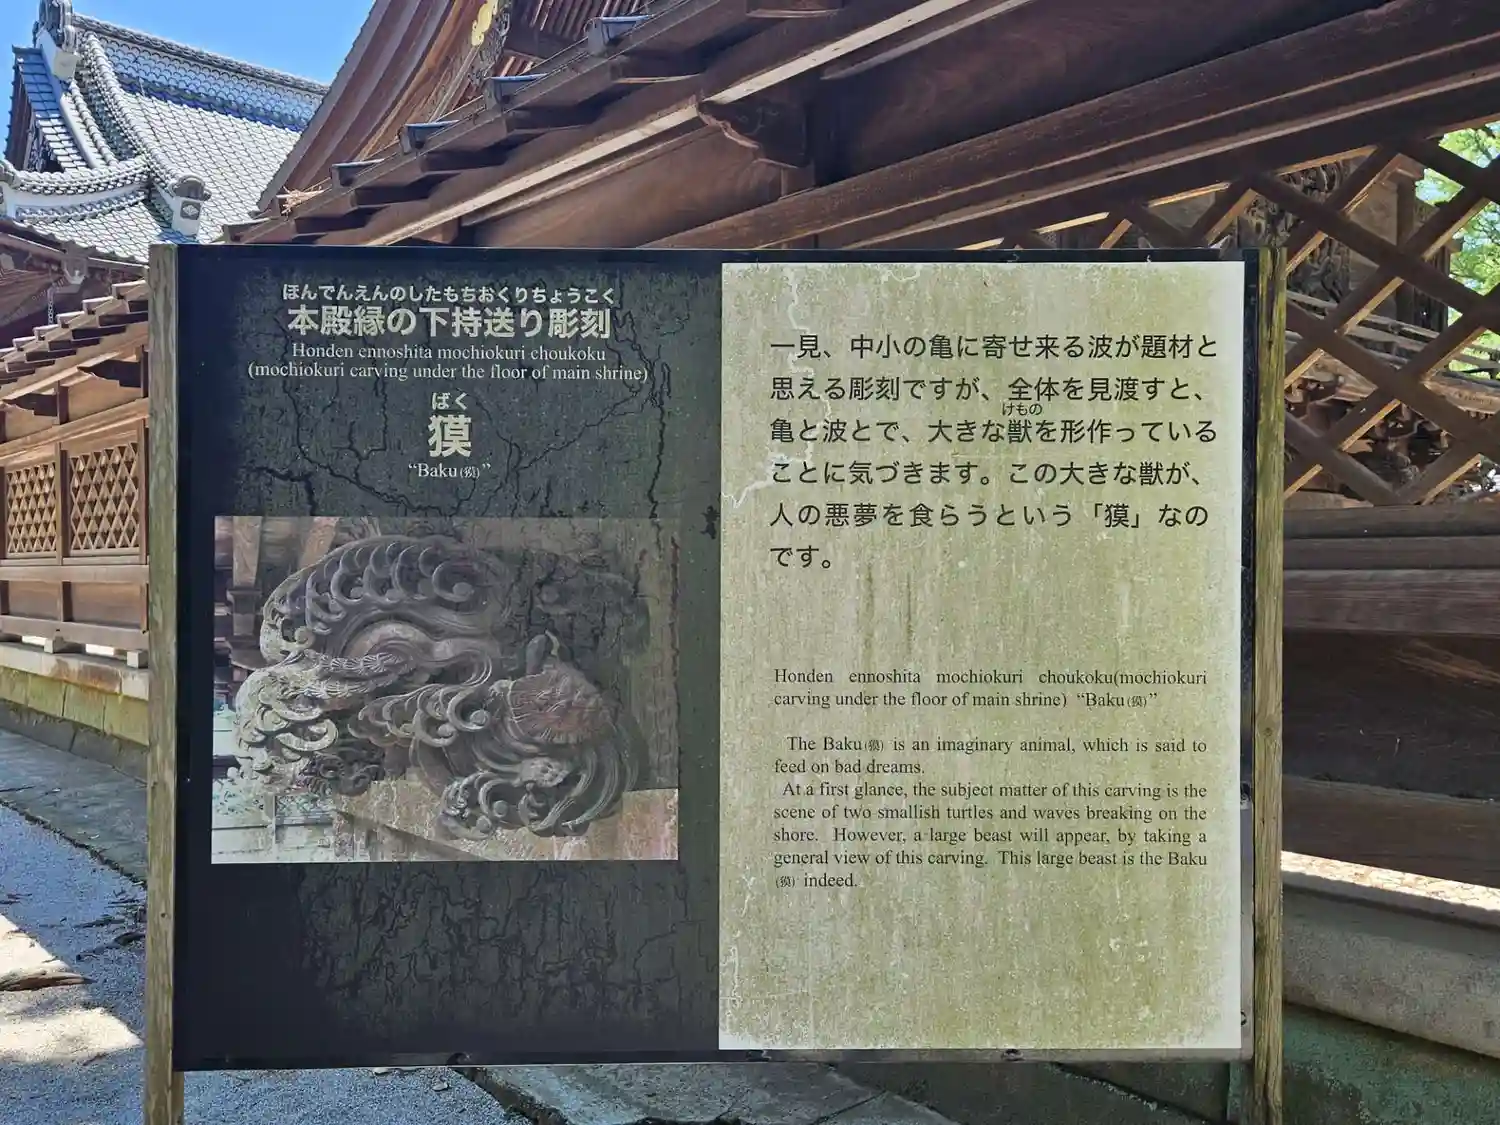 ほんでんえんのしたもちおくりちょうこく
本殿縁の下持送り彫刻
Honden ennoshita mochiokuri choukoku
(mochiokuri carving under the floor of main shrine)
ばく
獏
“Baku(獏)”
一見、中小の亀に寄せ来る波が題材と
思える彫刻ですが、全体を見渡すと、
けもの
亀と波とで、大きな獣を形作っている
ことに気づきます。この大きな獣が、
人の悪夢を食らうという「獏」なの
です。
Honden ennoshita mochiokuri choukoku(mochiokuri
carving under the floor of main shrine) “Baku(獏)”
The Baku(獏) is an imaginary animal, which is said to
feed on bad dreams.
At a first glance, the subject matter of this carving is the
scene of two smallish turtles and waves breaking on the
shore. However, a large beast will appear, by taking a
general view of this carving. This large beast is the Baku
(獏) indeed.